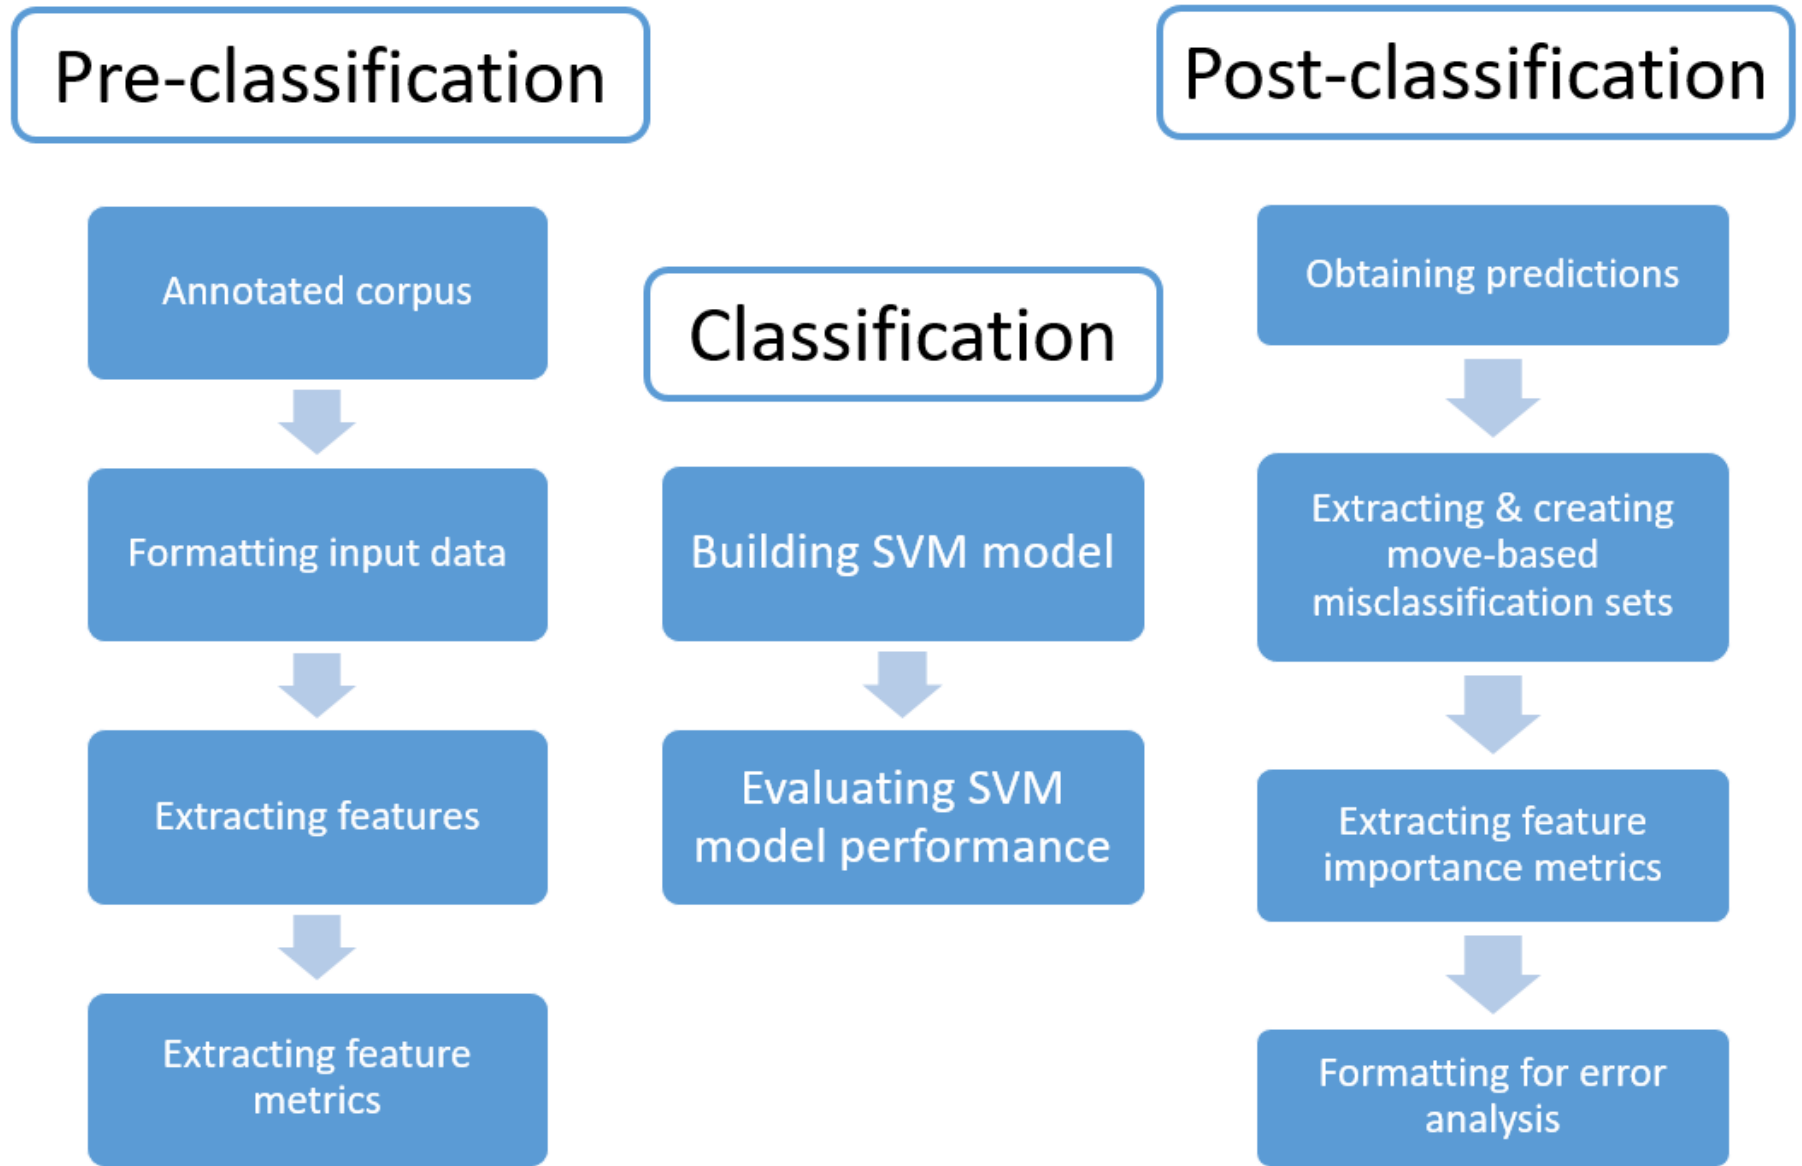 Pre-classification
Annotated corpus
Formatting input data
Extracting features
Extracting feature
metrics
Classification
Building SVM model
Evaluating SVM
model performance
Post-classification
Obtaining predictions
Extracting & creating
move-based
misclassification sets
Extracting feature
importance metrics
Formatting for error
analysis